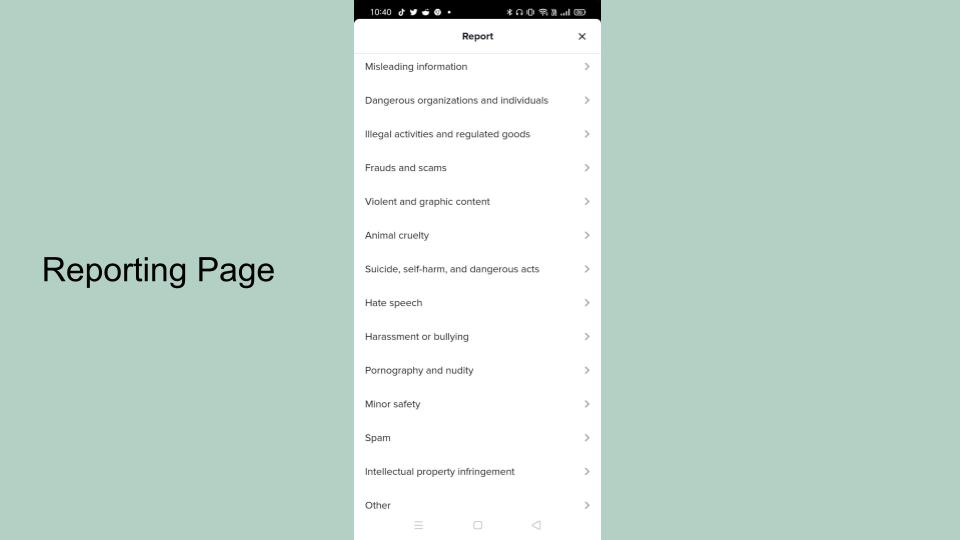 10:40
Report
Misleading information
Dangerous organizations and individuals
Illegal activities and regulated goods
Frauds and scams
Violent and graphic content
Animal cruelty
Reporting Page
Suicide, self-harm, and dangerous acts
Hate speech
Harassment or bullying
Pornography and nudity
Minor safety
Spam
Intellectual property infringement
Other